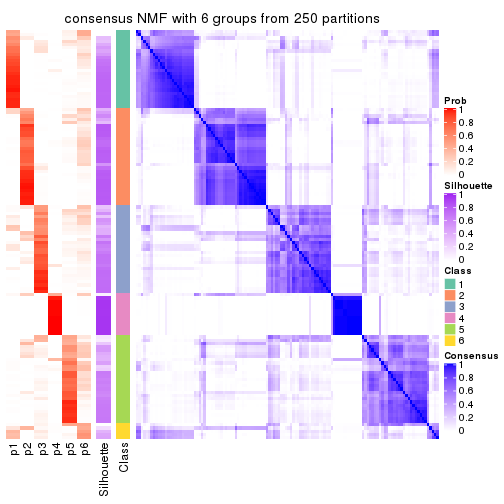 consensus NMF with 6 groups from 250 partitions
Prob
1
0.8
0.6
0.4
0.2
0
Silhouette
1
0.8
0.6
0.4
0.2
0
Class
1
2
3
4
5
6
Consensus
1
0.8
0.6
0.4
0.2
0
p1
p2
p3
p4
p5
p6
Silhouette
Class